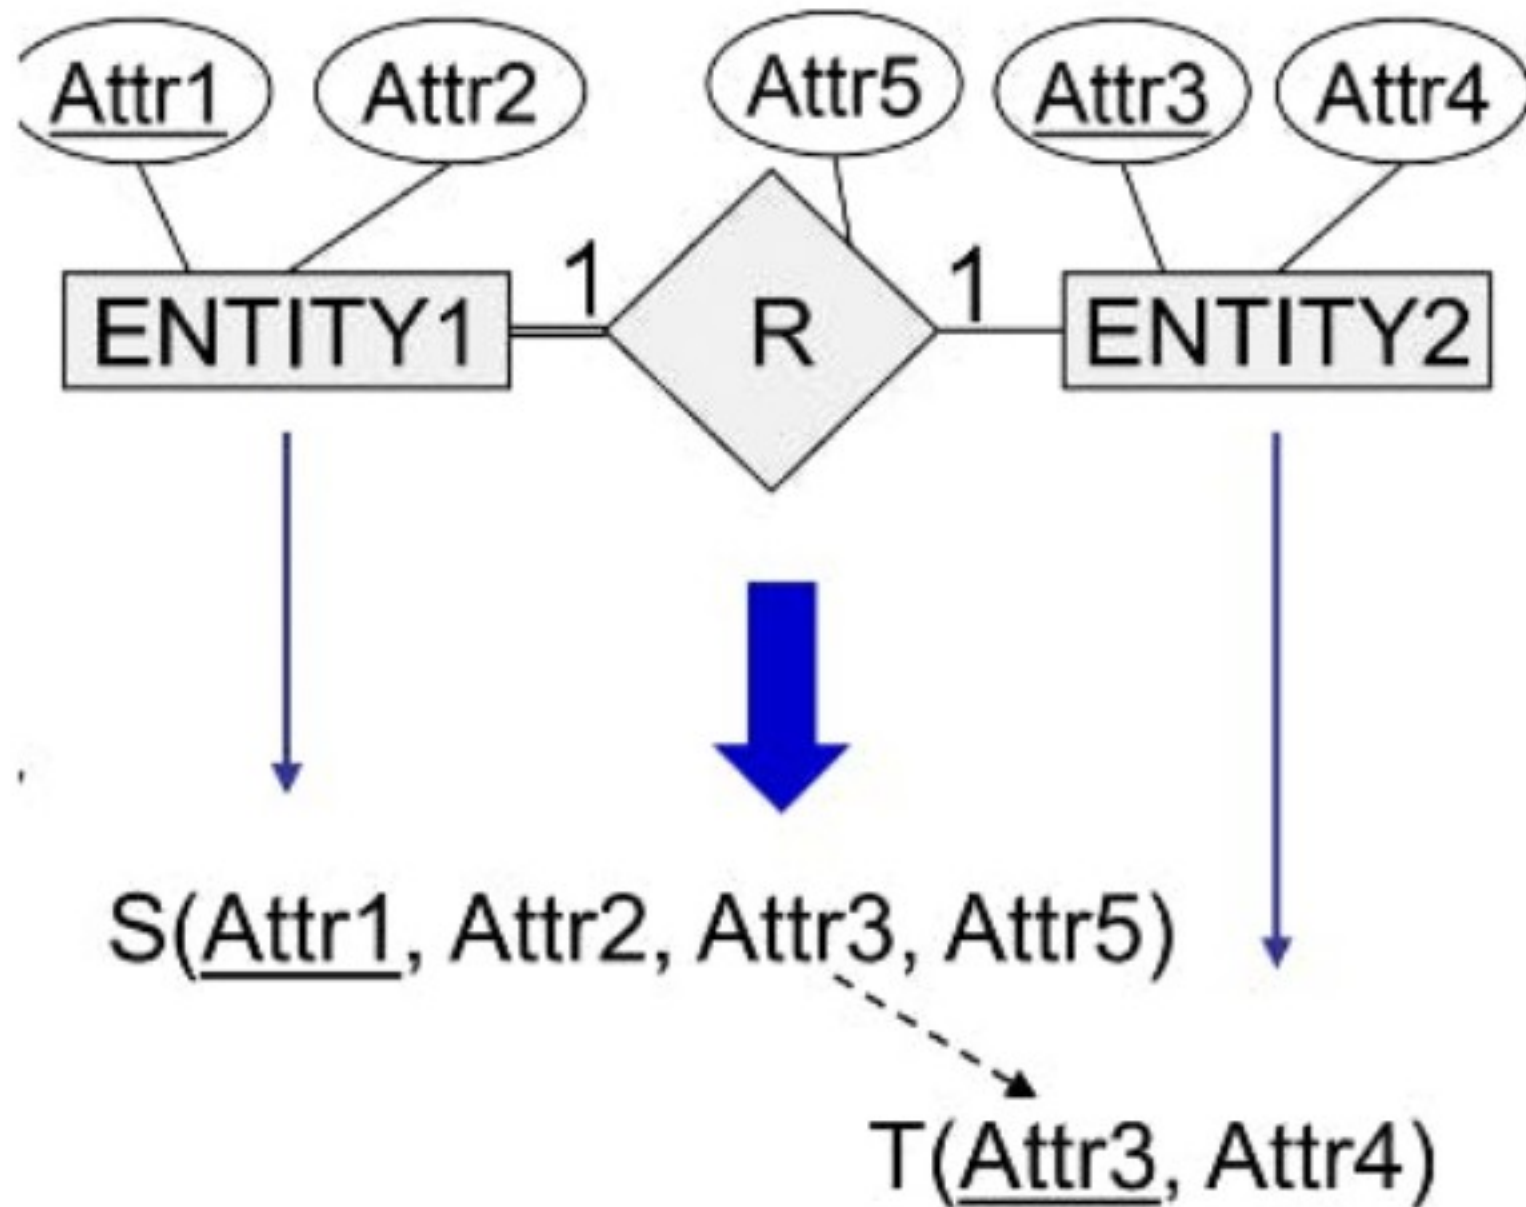 Attr1 Attr2 Attr5 Attr3 Attr4
ENTITY1 1 R 1 ENTITY2
S(Attr1, Attr2, Attr3, Attr5)
T(Attr3, Attr4)